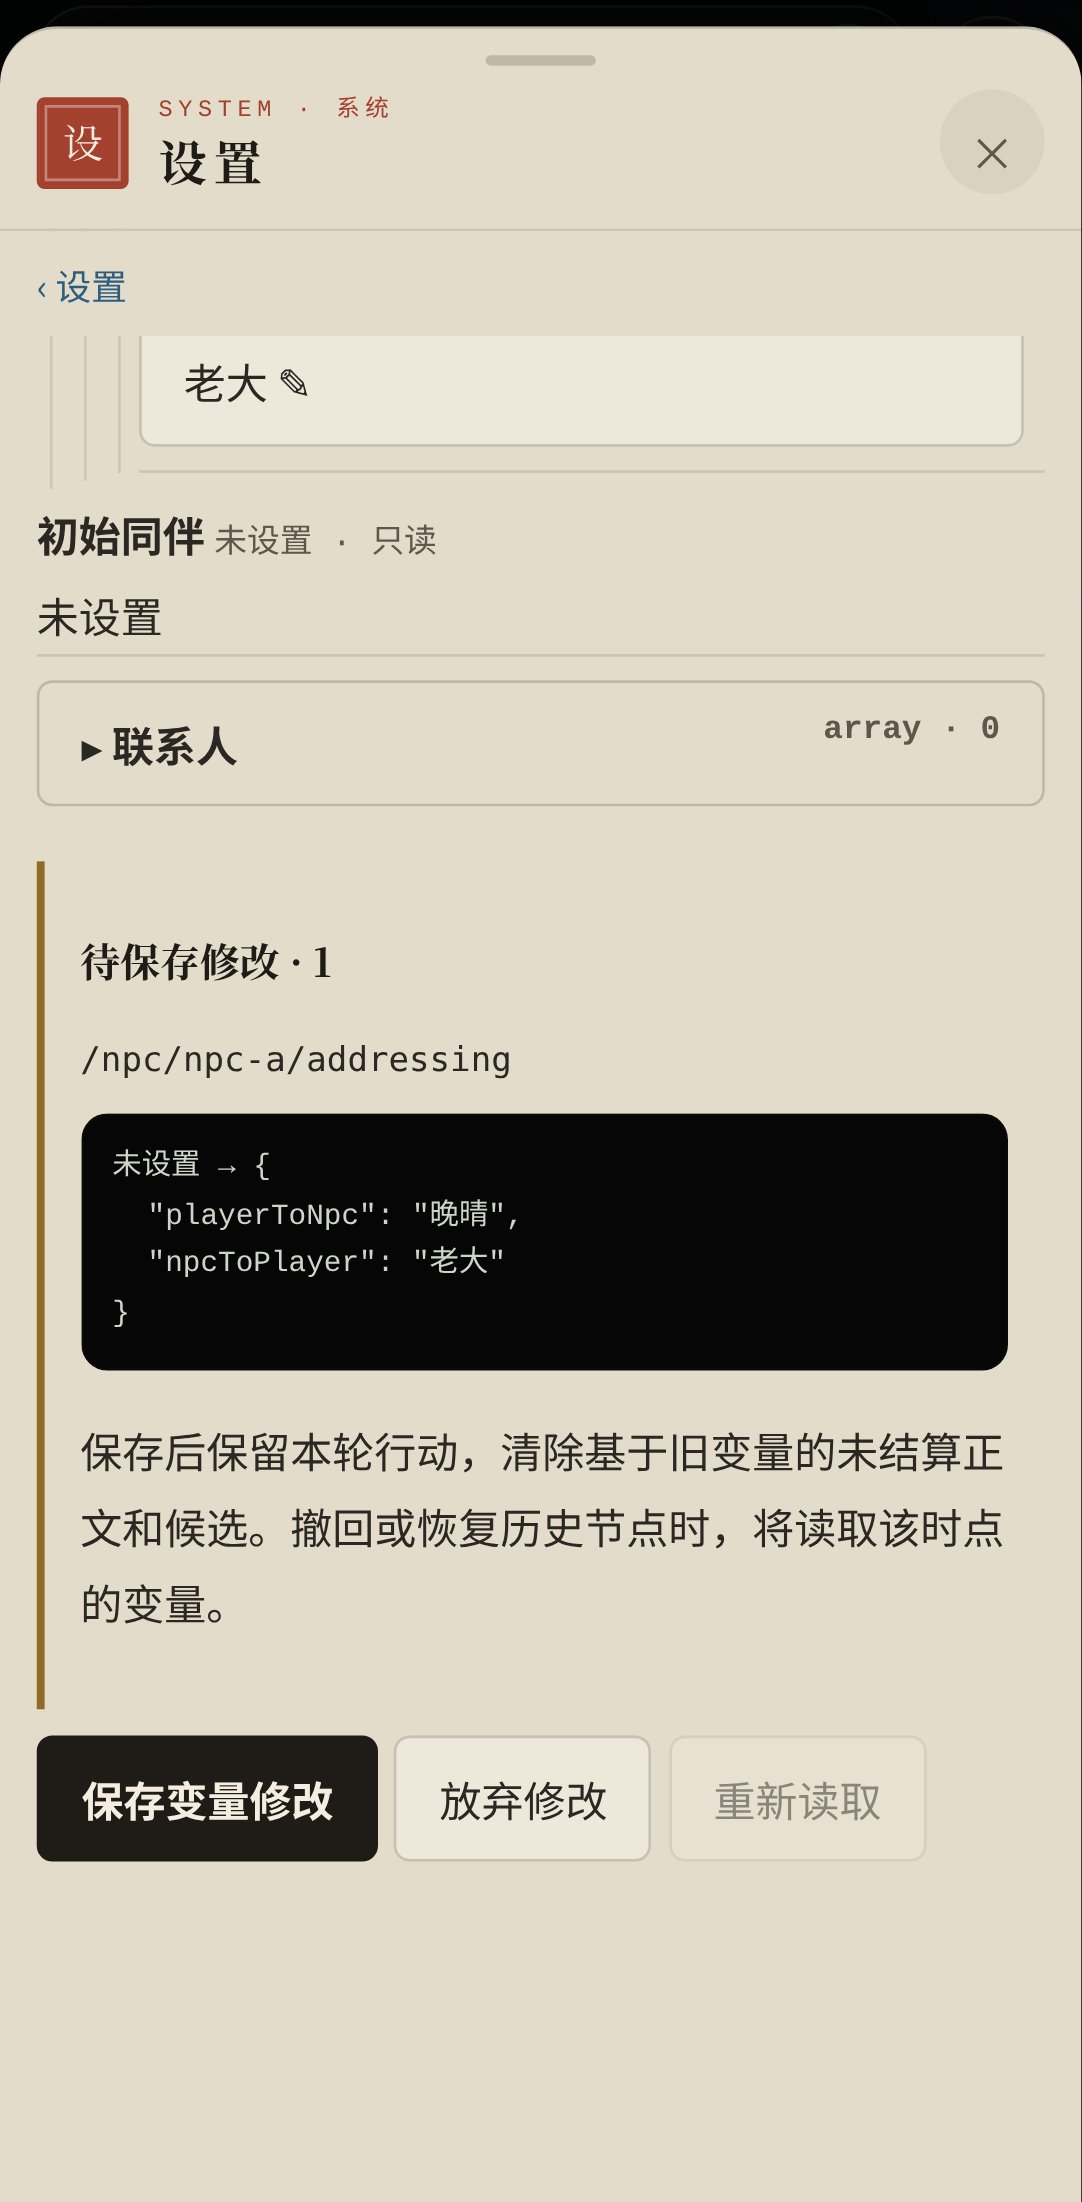 设
SYSTEM · 系统
设置
×
‹ 设置
老大 ✎
初始同伴 未设置 · 只读
未设置
▸ 联系人 array · 0
待保存修改 · 1
/npc/npc-a/addressing
未设置 → {
  "playerToNpc": "晚晴",
  "npcToPlayer": "老大"
}
保存后保留本轮行动，清除基于旧变量的未结算正
文和候选。撤回或恢复历史节点时，将读取该时点
的变量。
保存变量修改 放弃修改 重新读取